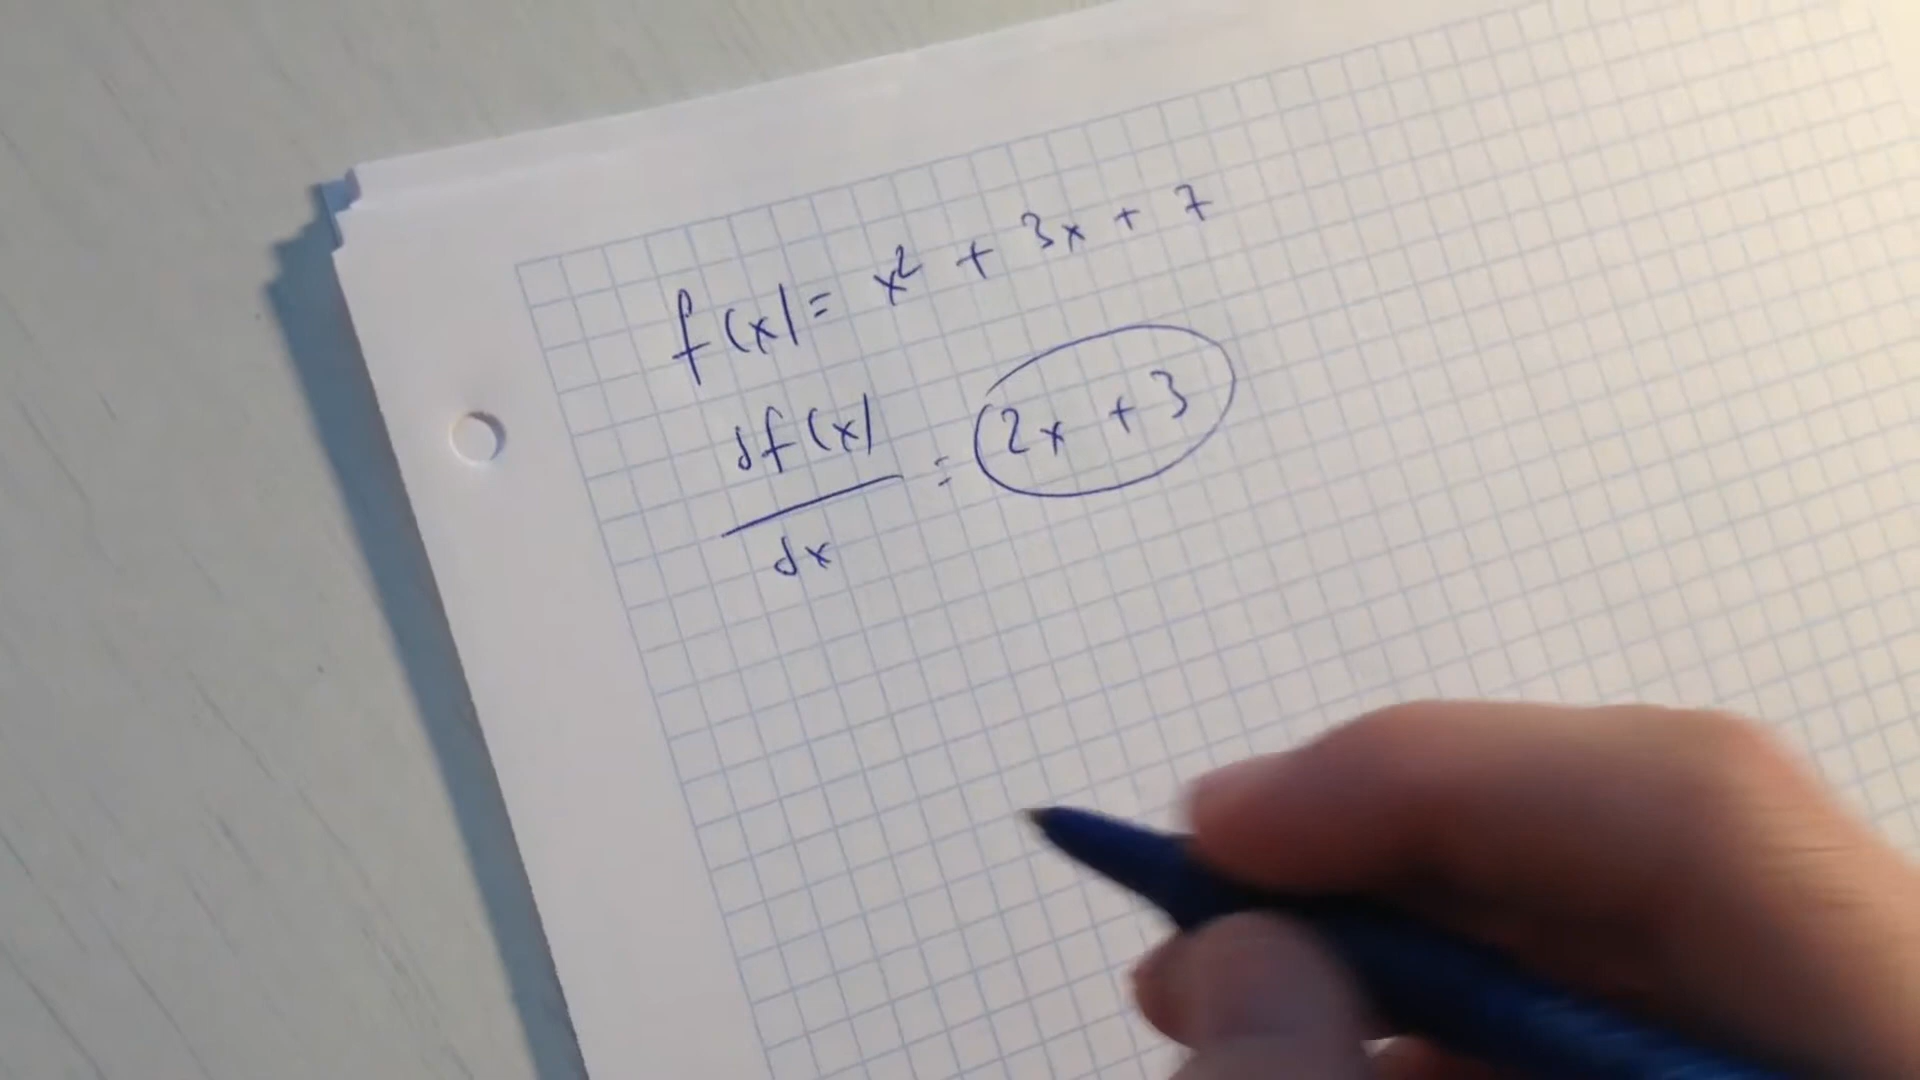 f(x) = x² + 3x + 7
df(x)
dx
= 2x + 3